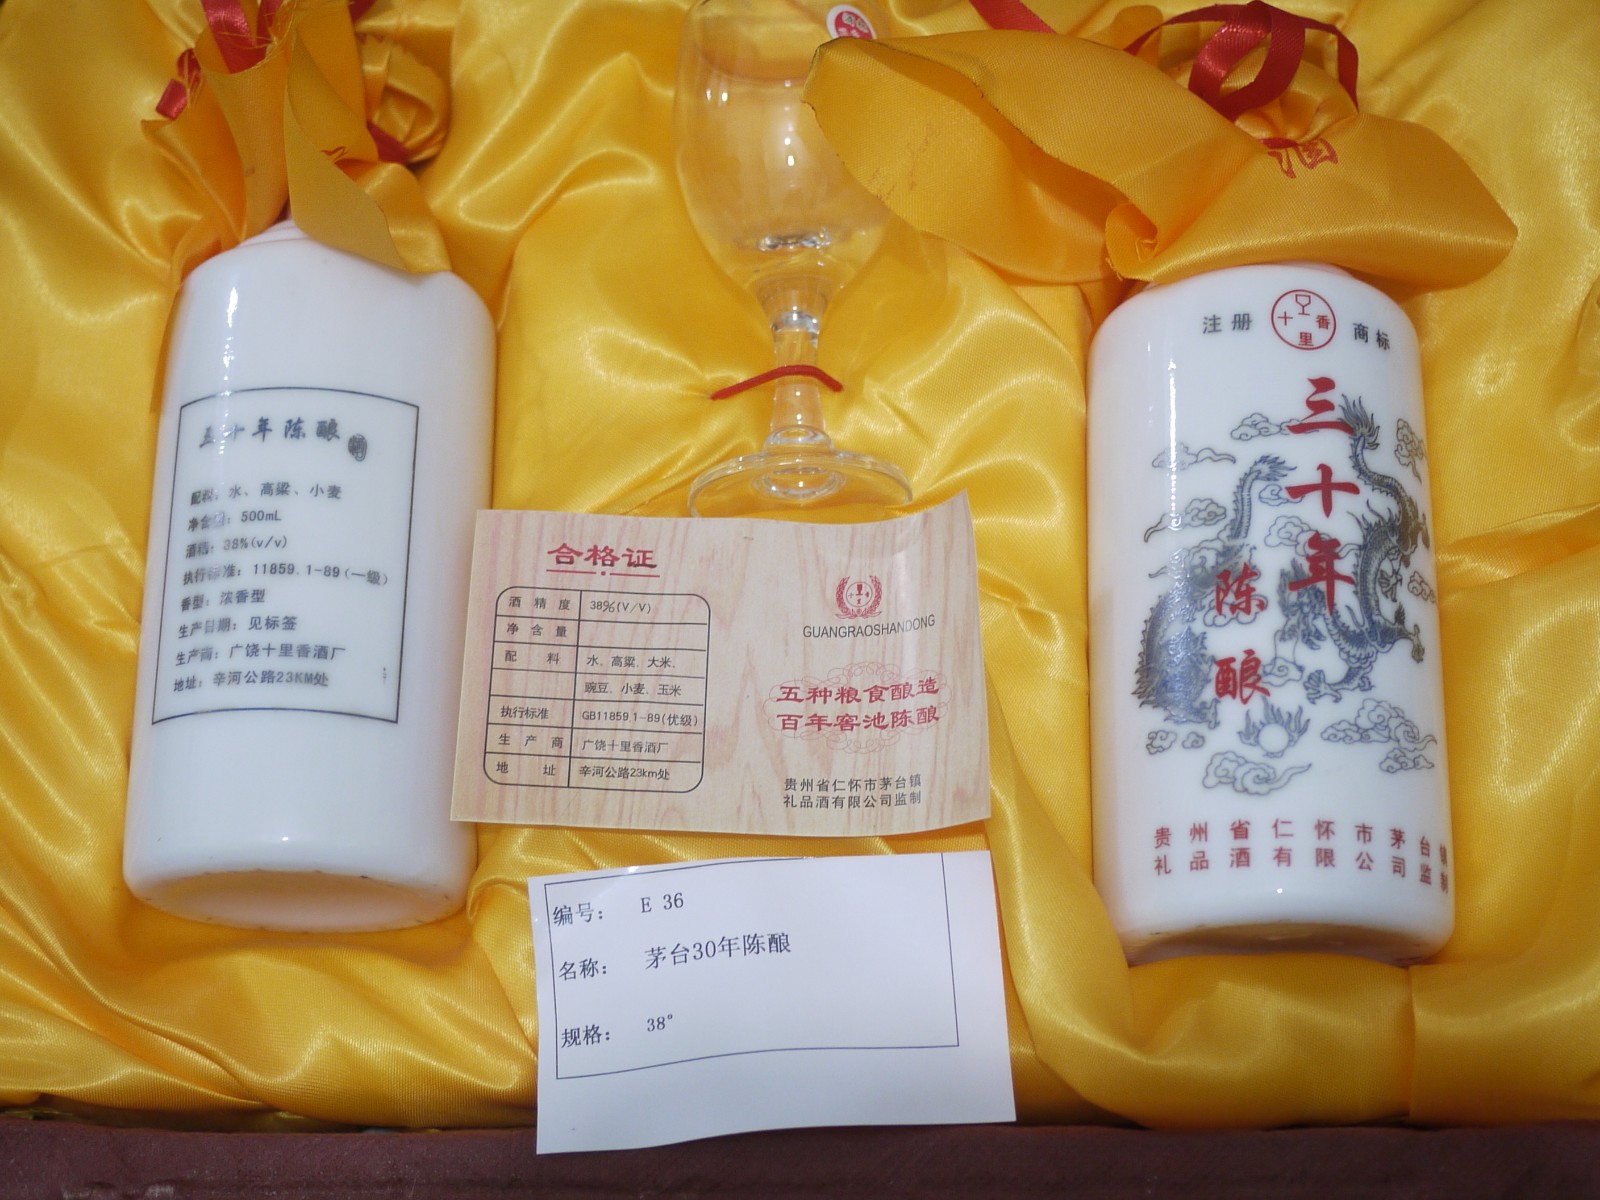 五十年陈酿
配料：水、高粱、小麦
净含量：500mL
酒精：38%(v/v)
执行标准：11859.1-89(一级)
香型：浓香型
生产日期：见标签
生产商：广饶十里香酒厂
地址：辛河公路23KM处
合格证
酒精度 38%(V/V)
净含量
配料 水、高粱、大米、
豌豆、小麦、玉米
执行标准 GB11859.1-89(优级)
生产商 广饶十里香酒厂
地址 辛河公路23km处
GUANGRAOSHANDONG
五种粮食酿造
百年窖池陈酿
贵州省仁怀市茅台镇
礼品酒有限公司监制
编号： E 36
名称： 茅台30年陈酿
规格： 38°
酒
注册 十里香 商标
三十年
陈酿
贵州省仁怀市茅台镇
礼品酒有限公司监制